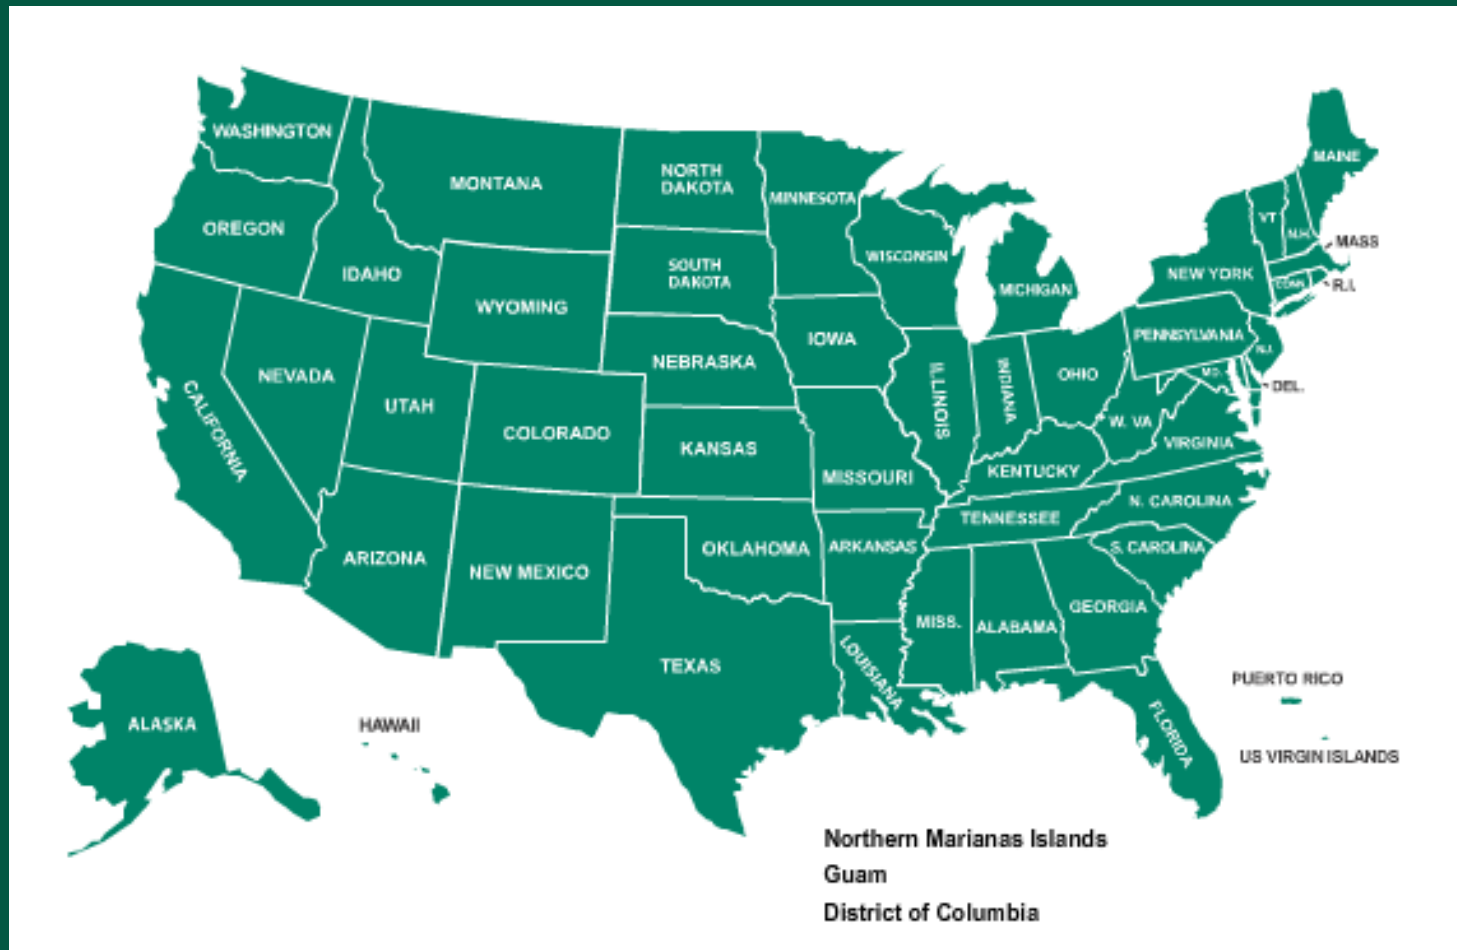 WASHINGTON
MONTANA
NORTH
DAKOTA
MINNESOTA
MAINE
OREGON
IDAHO
WYOMING
SOUTH
DAKOTA
WISCONSIN
MICHIGAN
NEW YORK
VT
N.H.
MASS
R.I.
CONN
NEVADA
UTAH
COLORADO
NEBRASKA
IOWA
ILLINOIS
INDIANA
OHIO
PENNSYLVANIA
N.J.
MD.
DEL.
CALIFORNIA
KANSAS
MISSOURI
KENTUCKY
W. VA
VIRGINIA
ARIZONA
NEW MEXICO
OKLAHOMA
ARKANSAS
TENNESSEE
N. CAROLINA
S. CAROLINA
TEXAS
LOUISIANA
MISS.
ALABAMA
GEORGIA
FLORIDA
ALASKA
HAWAII
PUERTO RICO
US VIRGIN ISLANDS
Northern Marianas Islands
Guam
District of Columbia